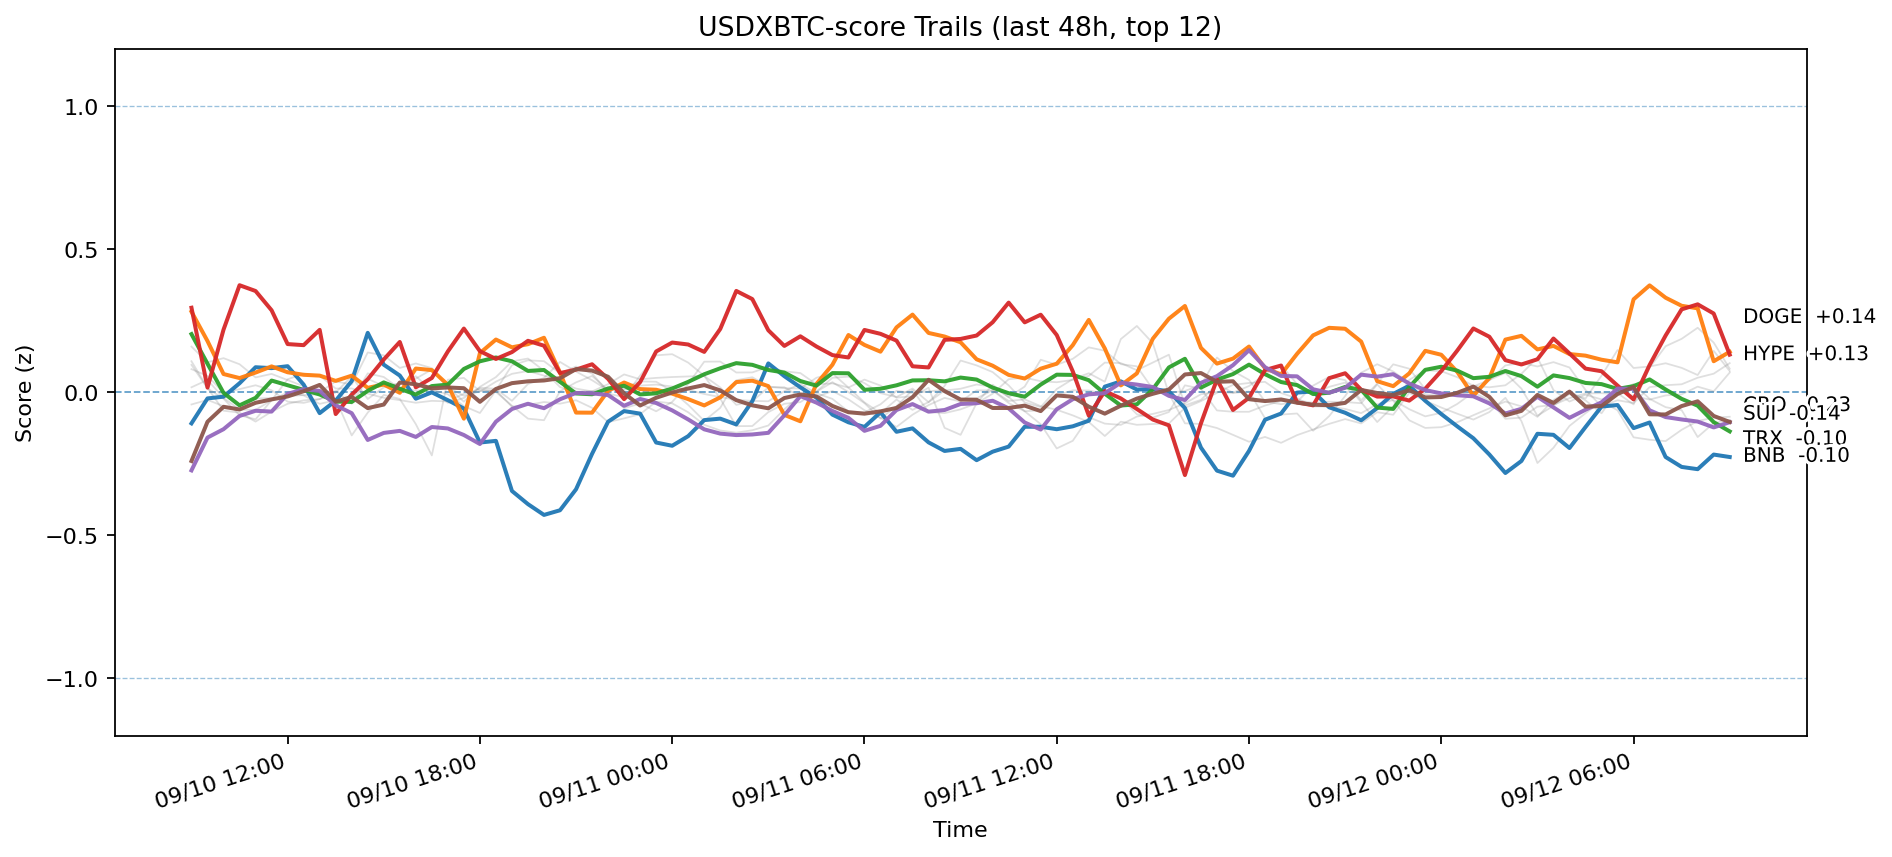 USDXBTC-score Trails (last 48h, top 12)
Score (z)
1.0
0.5
0.0
−0.5
−1.0
DOGE +0.14
HYPE +0.13
SUI -0.14
TRX -0.10
BNB -0.10
09/10 12:00
09/10 18:00
09/11 00:00
09/11 06:00
09/11 12:00
09/11 18:00
09/12 00:00
09/12 06:00
Time